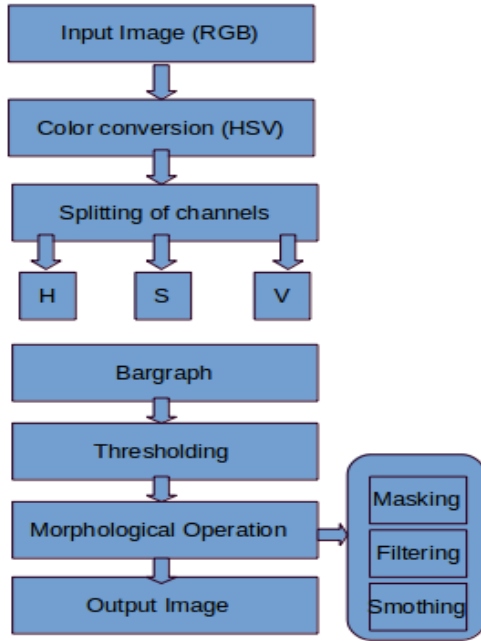 Input Image (RGB)
Color conversion (HSV)
Splitting of channels
H
S
V
Bargraph
Thresholding
Morphological Operation
Masking
Filtering
Smothing
Output Image